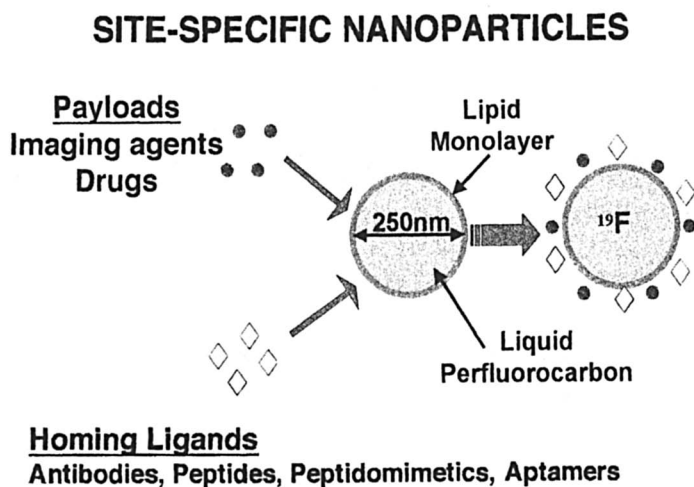 SITE-SPECIFIC NANOPARTICLES
Payloads
Imaging agents
Drugs
Lipid
Monolayer
250nm
¹⁹F
Liquid
Perfluorocarbon
Homing Ligands
Antibodies, Peptides, Peptidomimetics, Aptamers